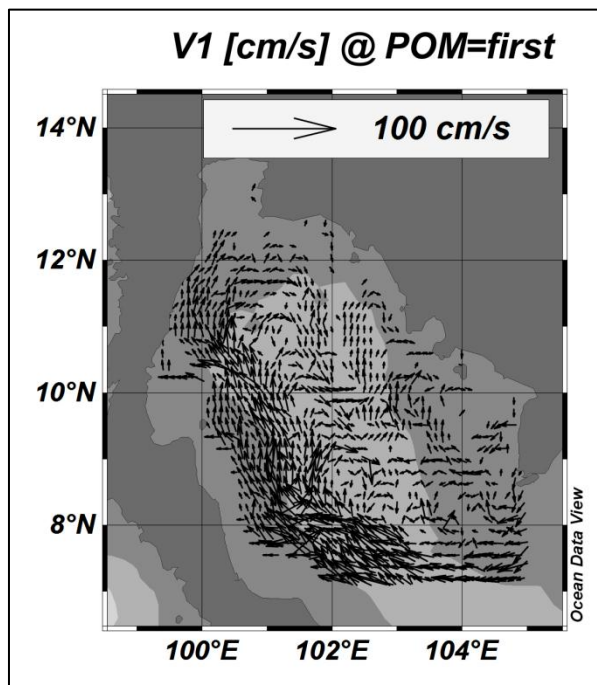 V1 [cm/s] @ POM=first
100 cm/s
14°N
12°N
10°N
8°N
100°E 102°E 104°E
Ocean Data View